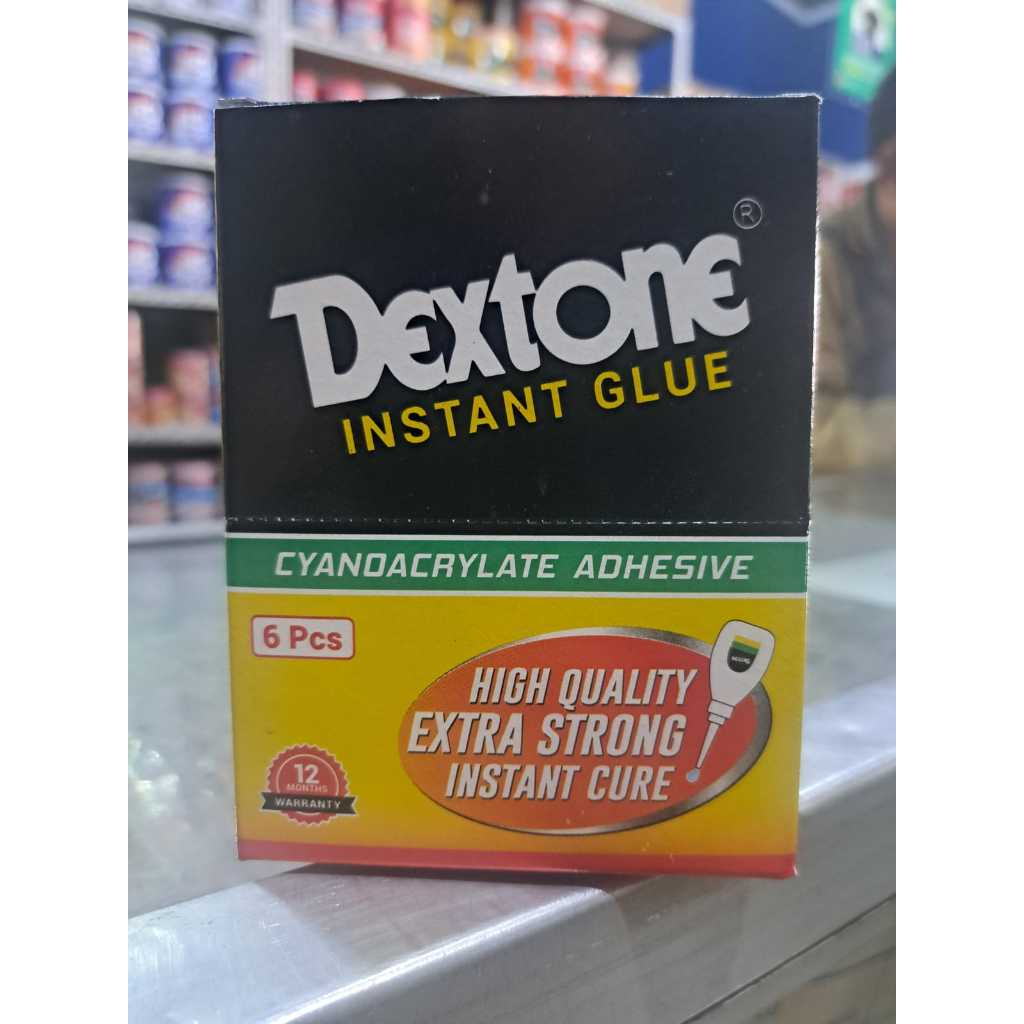 ®
Dextone
INSTANT GLUE
CYANOACRYLATE ADHESIVE
6 Pcs
HIGH QUALITY
EXTRA STRONG
INSTANT CURE
12
MONTHS
WARRANTY